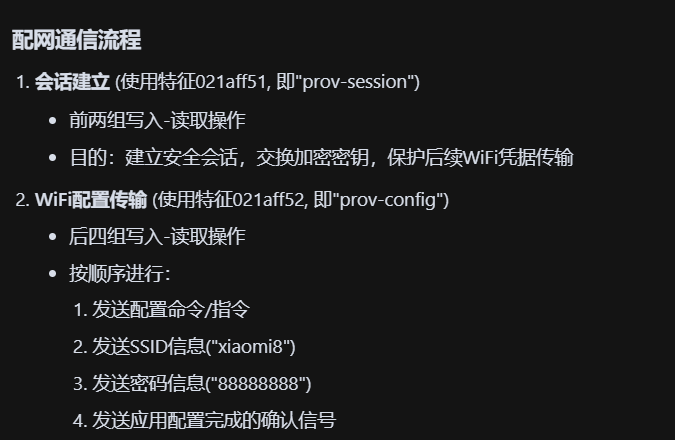 配网通信流程
1. 会话建立 (使用特征021aff51, 即"prov-session")
• 前两组写入-读取操作
• 目的：建立安全会话，交换加密密钥，保护后续WiFi凭据传输
2. WiFi配置传输 (使用特征021aff52, 即"prov-config")
• 后四组写入-读取操作
• 按顺序进行：
1. 发送配置命令/指令
2. 发送SSID信息("xiaomi8")
3. 发送密码信息("88888888")
4. 发送应用配置完成的确认信号